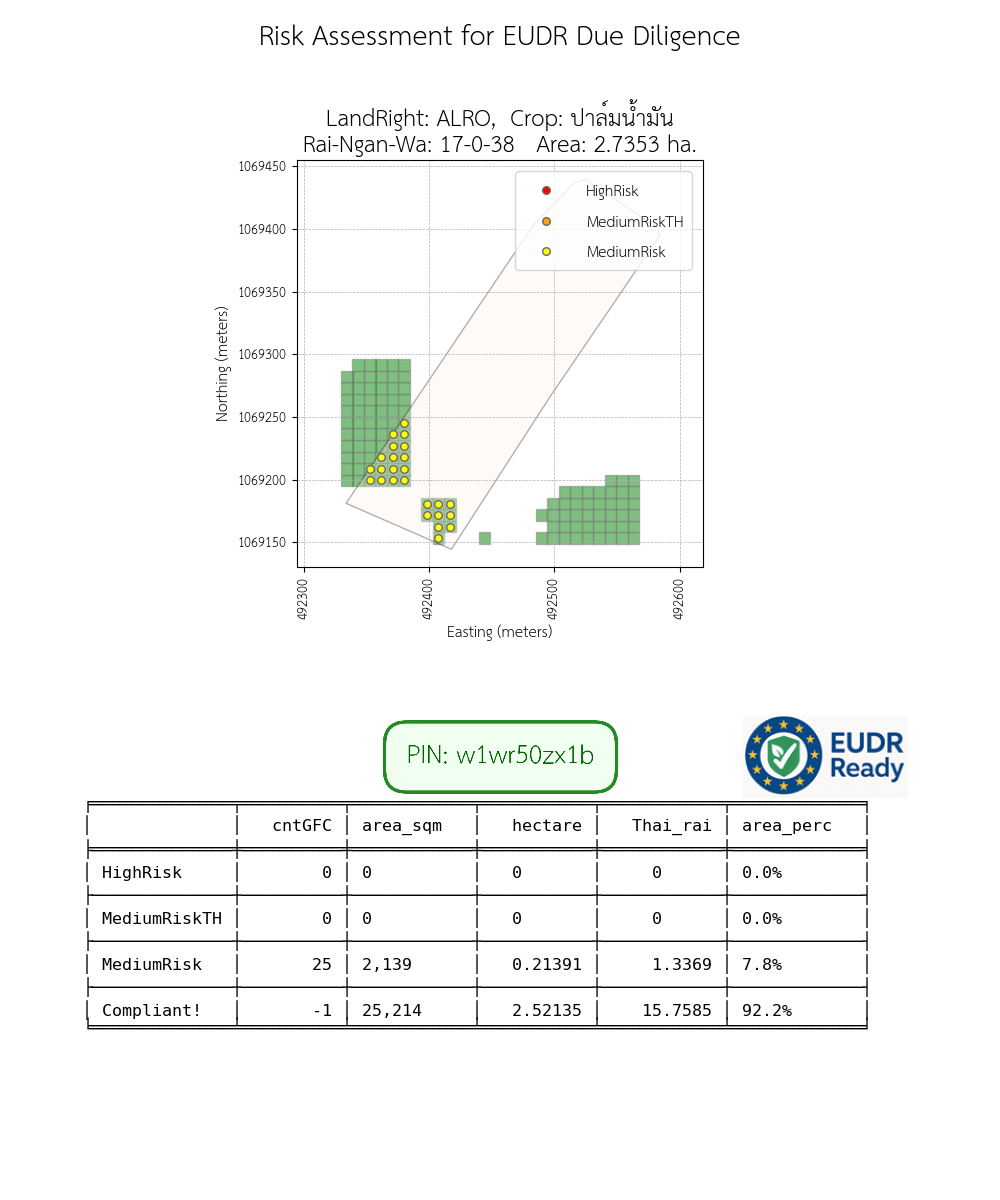 Risk Assessment for EUDR Due Diligence
LandRight: ALRO, Crop: ปาล์มน้ำมัน
Rai-Ngan-Wa: 17-0-38 Area: 2.7353 ha.
HighRisk
MediumRiskTH
MediumRisk
Northing (meters)
1069450
1069400
1069350
1069300
1069250
1069200
1069150
492300 492400 492500 492600
Easting (meters)
PIN: w1wr50zx1b
EUDR
Ready
cntGFC area_sqm hectare Thai_rai area_perc
HighRisk 0 0 0 0 0.0%
MediumRiskTH 0 0 0 0 0.0%
MediumRisk 25 2,139 0.21391 1.3369 7.8%
Compliant! -1 25,214 2.52135 15.7585 92.2%